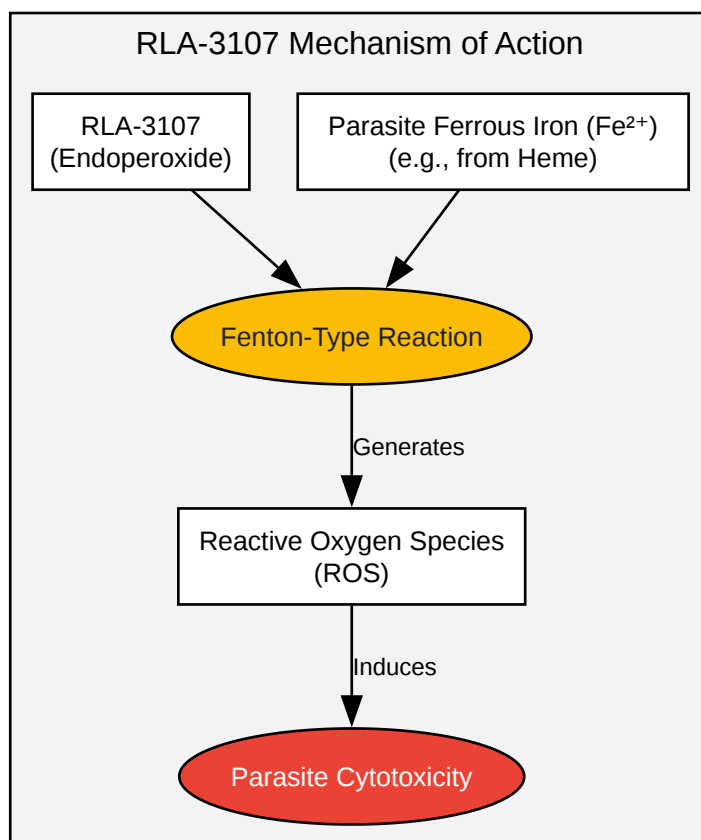 RLA-3107 Mechanism of Action
RLA-3107
(Endoperoxide)
Parasite Ferrous Iron (Fe²⁺)
(e.g., from Heme)
Fenton-Type Reaction
Generates
Reactive Oxygen Species
(ROS)
Induces
Parasite Cytotoxicity